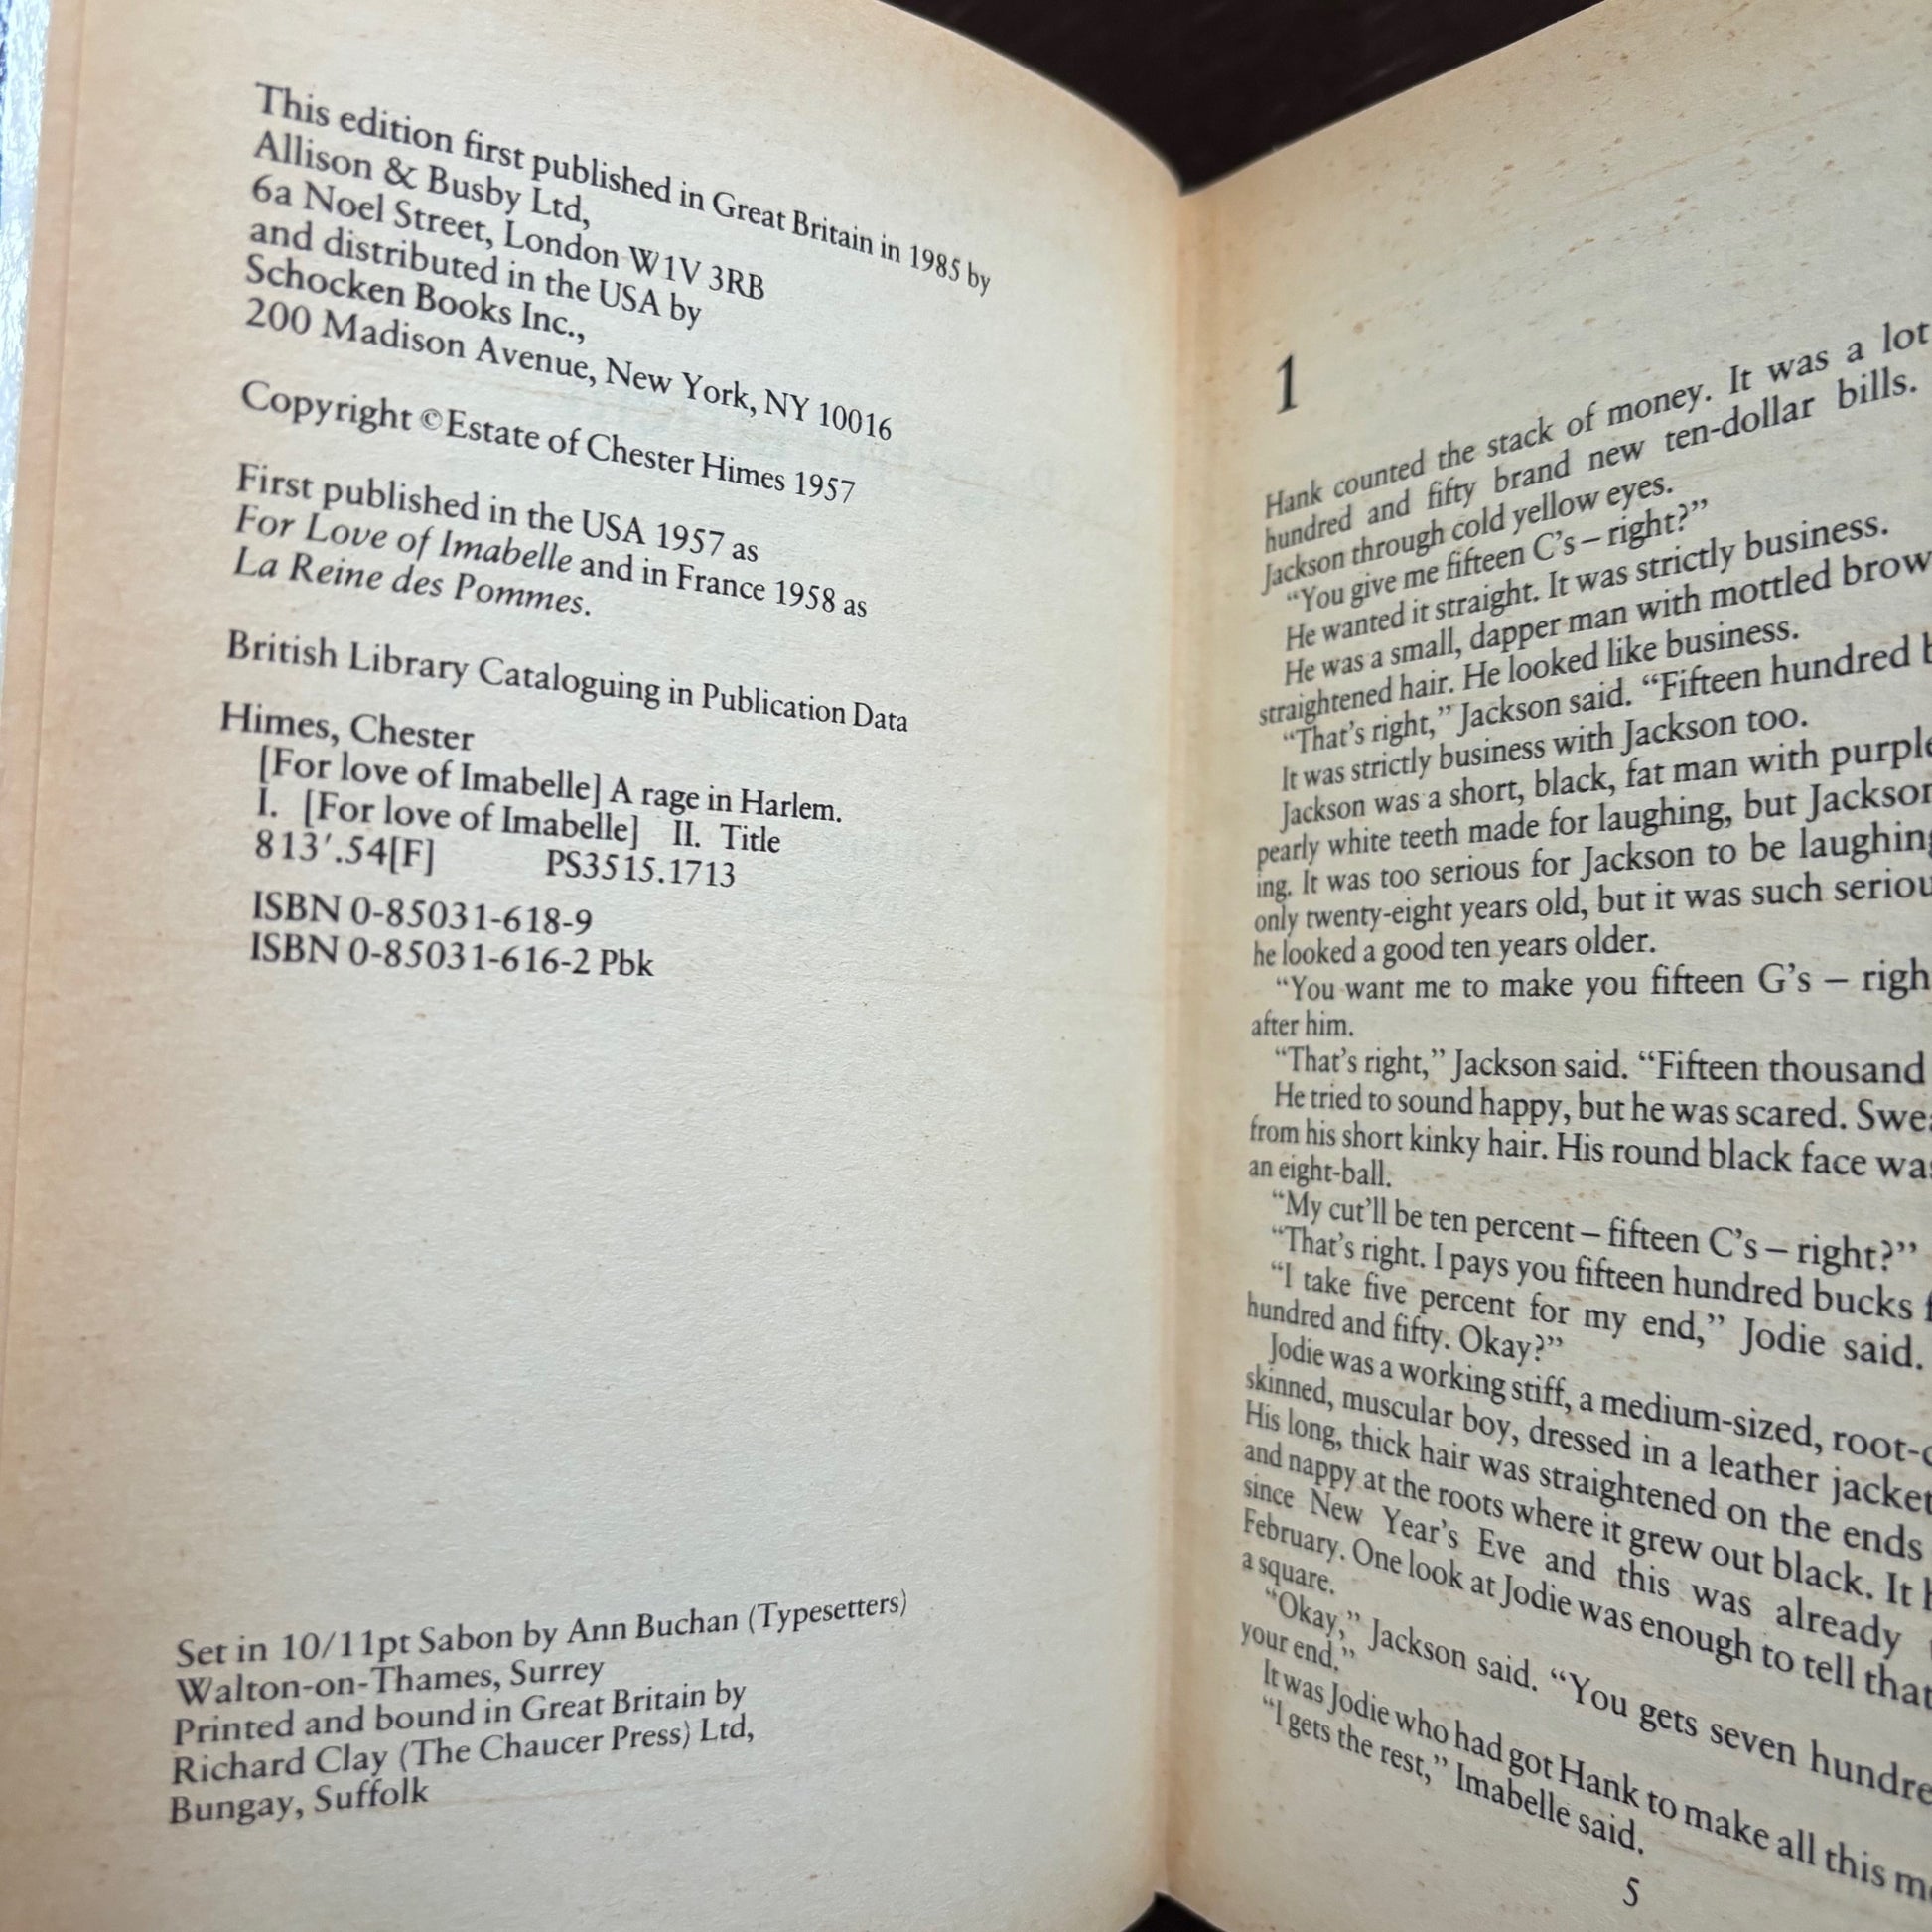 This edition first published in Great Britain in 1985 by
Allison & Busby Ltd,
6a Noel Street, London W1V 3RB
and distributed in the USA by
Schocken Books Inc.,
200 Madison Avenue, New York, NY 10016
Copyright © Estate of Chester Himes 1957
First published in the USA 1957 as
For Love of Imabelle and in France 1958 as
La Reine des Pommes.
British Library Cataloguing in Publication Data
Himes, Chester
[For love of Imabelle] A rage in Harlem.
I. [For love of Imabelle] II. Title
813′.54[F] PS3515.1713
ISBN 0-85031-618-9
ISBN 0-85031-616-2 Pbk
Set in 10/11pt Sabon by Ann Buchan (Typesetters)
Walton-on-Thames, Surrey
Printed and bound in Great Britain by
Richard Clay (The Chaucer Press) Ltd,
Bungay, Suffolk
1
Hank counted the stack of money. It was a lot
hundred and fifty brand new ten-dollar bills.
Jackson through cold yellow eyes.
“You give me fifteen C’s – right?”
He wanted it straight. It was strictly business.
He was a small, dapper man with mottled brow
straightened hair. He looked like business.
“That’s right,” Jackson said. “Fifteen hundred b
It was strictly business with Jackson too.
Jackson was a short, black, fat man with purple
pearly white teeth made for laughing, but Jackson
ing. It was too serious for Jackson to be laughing
only twenty-eight years old, but it was such seriou
he looked a good ten years older.
“You want me to make you fifteen G’s – righ
after him.
“That’s right,” Jackson said. “Fifteen thousand
He tried to sound happy, but he was scared. Swea
from his short kinky hair. His round black face was
an eight-ball.
“My cut’ll be ten percent – fifteen C’s – right?”
“That’s right. I pays you fifteen hundred bucks f
“I take five percent for my end,” Jodie said.
hundred and fifty. Okay?”
Jodie was a working stiff, a medium-sized, root-c
skinned, muscular boy, dressed in a leather jacket
His long, thick hair was straightened on the ends
and nappy at the roots where it grew out black. It h
since New Year’s Eve and this was already
February. One look at Jodie was enough to tell that
a square.
“Okay,” Jackson said. “You gets seven hundre
your end.”
It was Jodie who had got Hank to make all this mo
“I gets the rest,” Imabelle said.
5